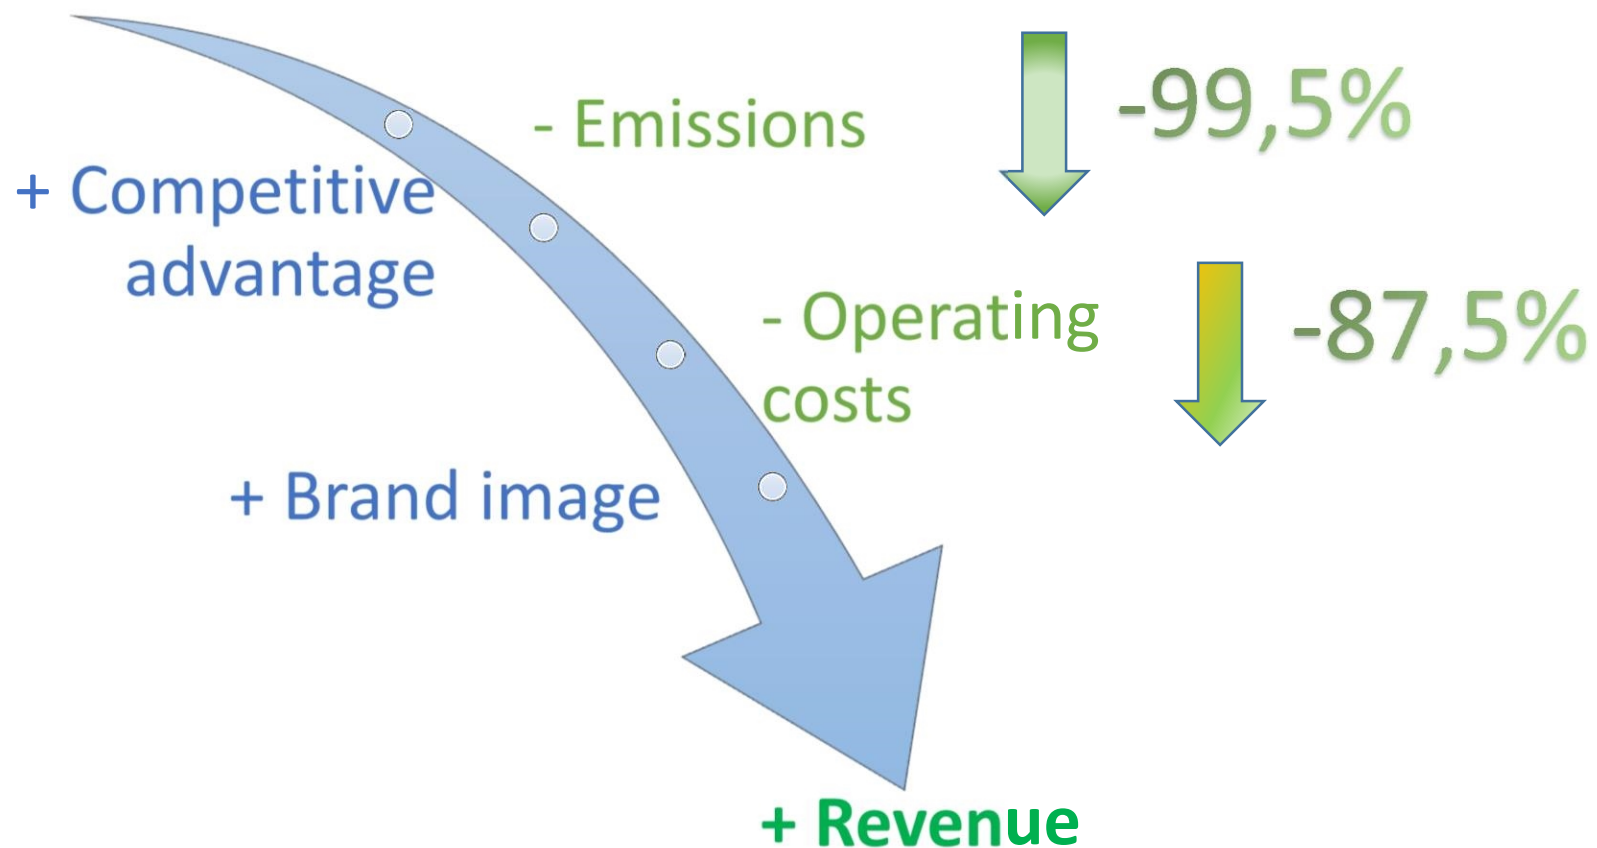 - Emissions
-99,5%
+ Competitive
advantage
- Operating
costs
-87,5%
+ Brand image
+ Revenue